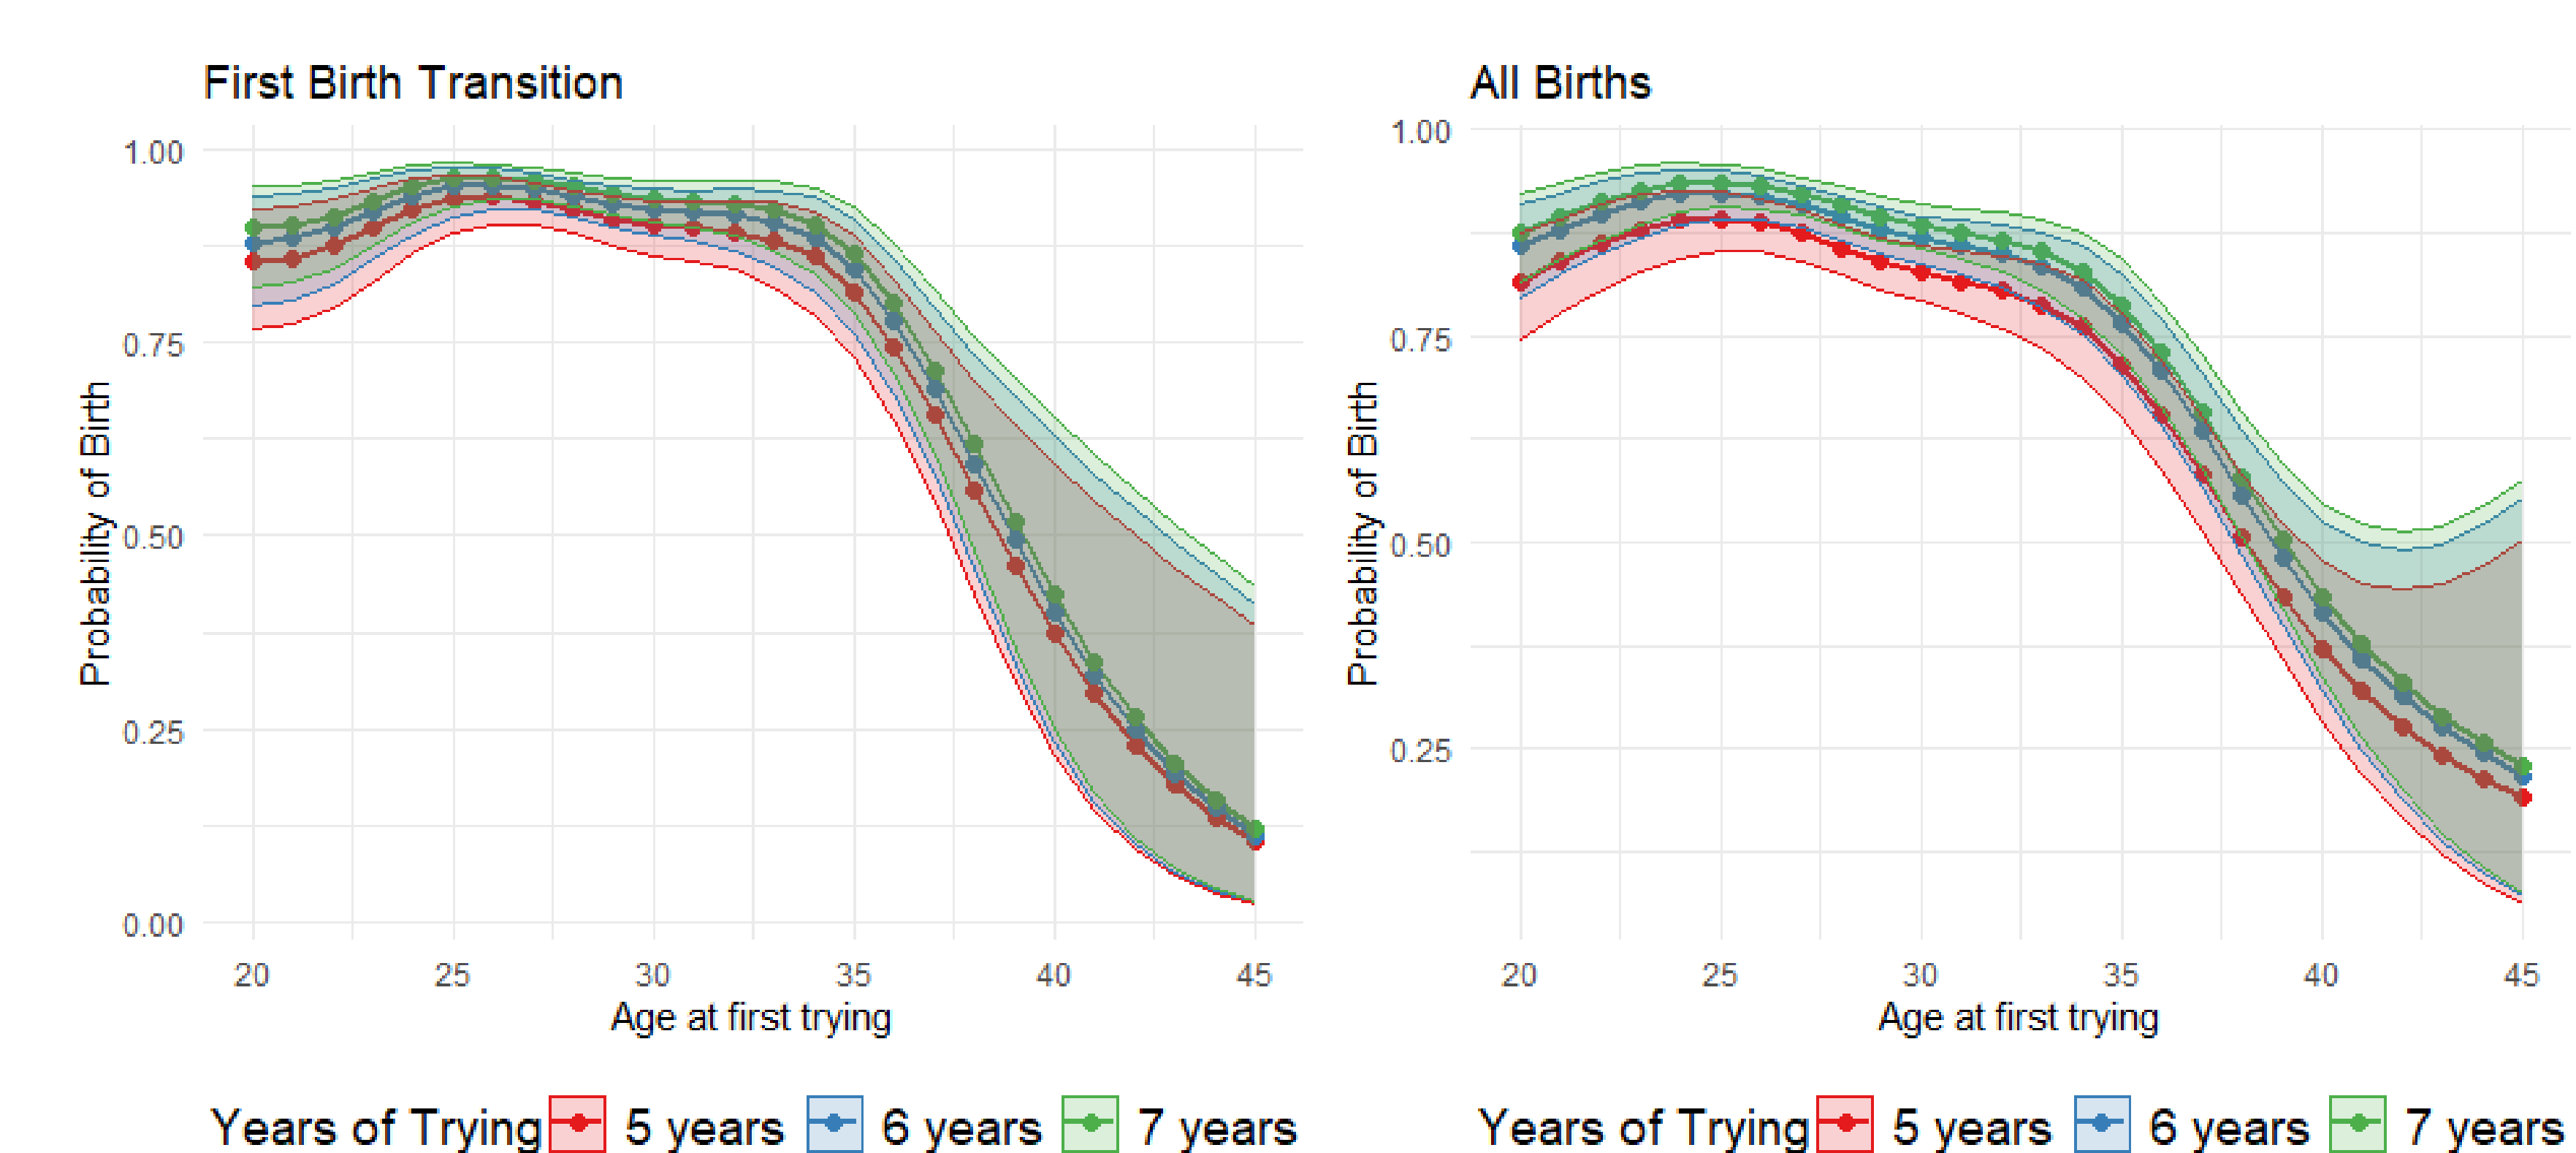 First Birth Transition
1.00
0.75
0.50
0.25
0.00
Probability of Birth
20 25 30 35 40 45
Age at first trying
Years of Trying 5 years 6 years 7 years
All Births
1.00
0.75
0.50
0.25
Probability of Birth
20 25 30 35 40 45
Age at first trying
Years of Trying 5 years 6 years 7 years